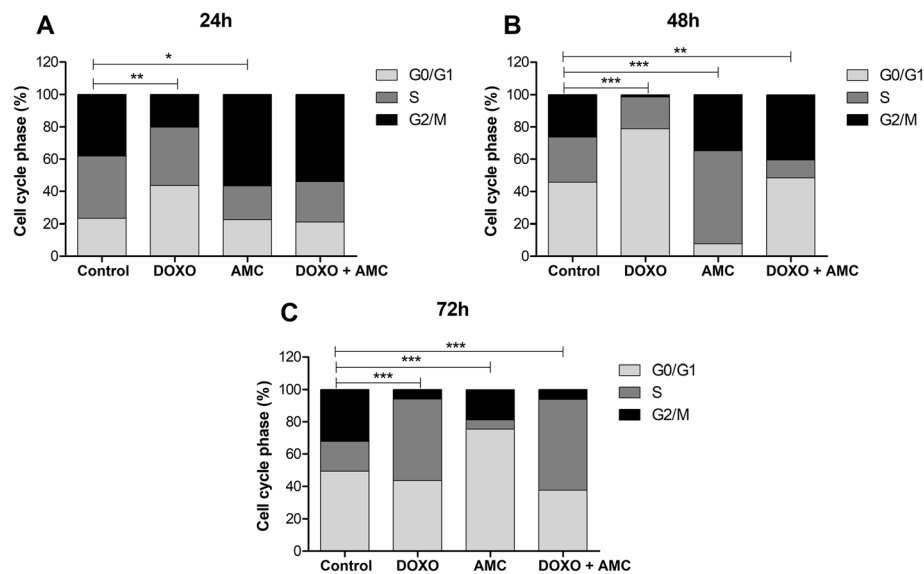 A
24h
Cell cycle phase (%)
120
100
80
60
40
20
0
*
**
Control DOXO AMC DOXO + AMC
G0/G1
S
G2/M
B
48h
Cell cycle phase (%)
120
100
80
60
40
20
0
**
***
***
Control DOXO AMC DOXO + AMC
G0/G1
S
G2/M
C
72h
Cell cycle phase (%)
120
100
80
60
40
20
0
***
***
***
Control DOXO AMC DOXO + AMC
G0/G1
S
G2/M